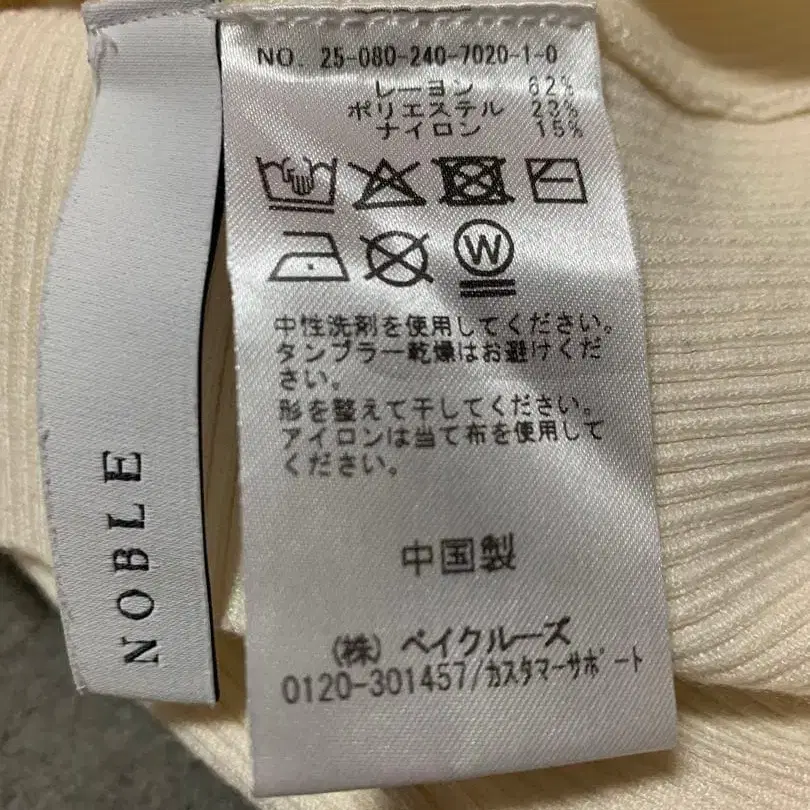 NOBLE
NO. 25-080-240-7020-1-0
レーヨン 62%
ポリエステル 23%
ナイロン 15%
W
中性洗剤を使用してください。
タンブラー乾燥はお避けくだ
さい。
形を整えて干してください。
アイロンは当て布を使用して
ください。
中国製
(株) ベイクルーズ
0120-301457/カスタマーサポート